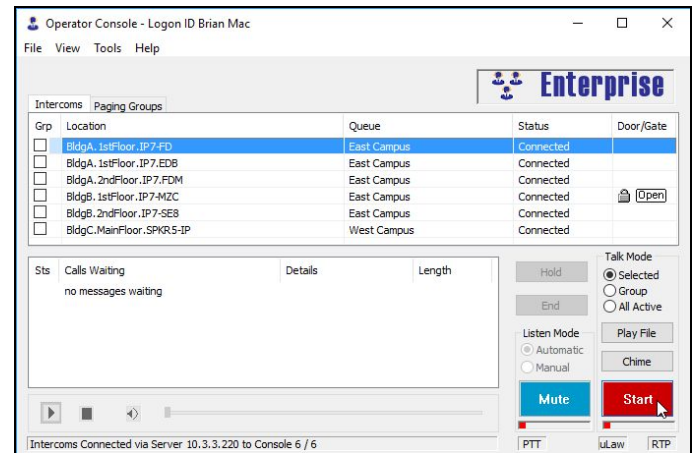 Operator Console - Logon ID Brian Mac
File View Tools Help
Enterprise
Intercoms Paging Groups
Grp Location Queue Status Door/Gate
BldgA.1stFloor.IP7-FD East Campus Connected
BldgA.1stFloor.IP7.EDB East Campus Connected
BldgA.2ndFloor.IP7.FDM East Campus Connected
BldgB.1stFloor.IP7-MZC East Campus Connected Open
BldgB.2ndFloor.IP7-SE8 East Campus Connected
BldgC.MainFloor.SPKR5-IP West Campus Connected
Sts Calls Waiting Details Length
no messages waiting
Hold
End
Talk Mode
Selected
Group
All Active
Listen Mode
Automatic
Manual
Play File
Chime
Mute Start
Intercoms Connected via Server 10.3.3.220 to Console 6 / 6 PTT uLaw RTP